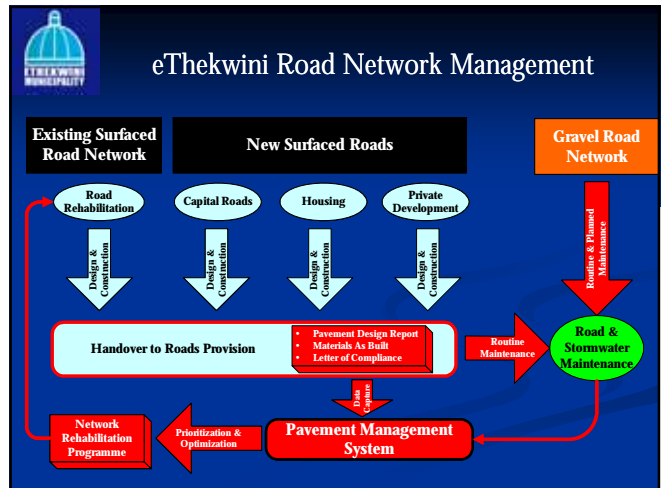 ETHEKWINI
MUNICIPALITY
eThekwini Road Network Management
Existing Surfaced
Road Network
New Surfaced Roads
Gravel Road
Network
Road
Rehabilitation
Capital Roads
Housing
Private
Development
Design &
Construction
Design &
Construction
Design &
Construction
Design &
Construction
Routine & Planned
Maintenance
Handover to Roads Provision
• Pavement Design Report
• Materials As Built
• Letter of Compliance
Routine
Maintenance
Road &
Stormwater
Maintenance
Data
Capture
Network
Rehabilitation
Programme
Prioritization &
Optimization
Pavement Management
System